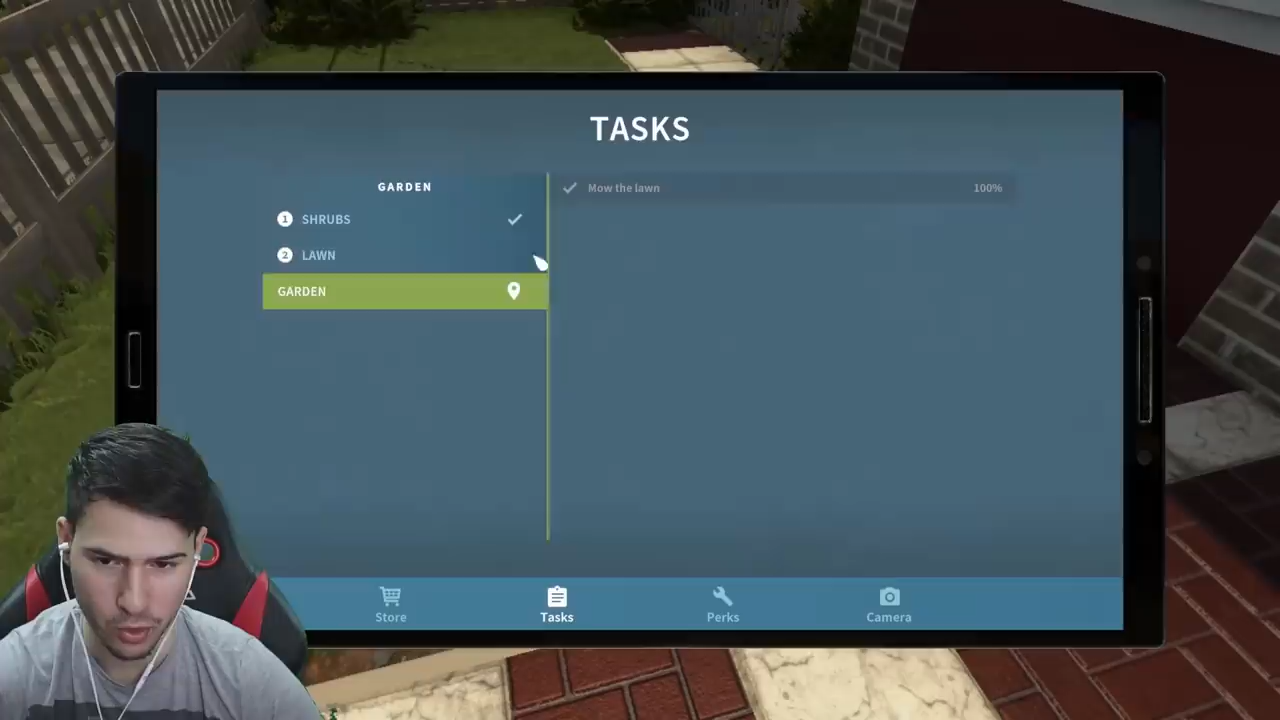 TASKS
GARDEN
1 SHRUBS
2 LAWN
GARDEN
Mow the lawn 100%
Store
Tasks
Perks
Camera